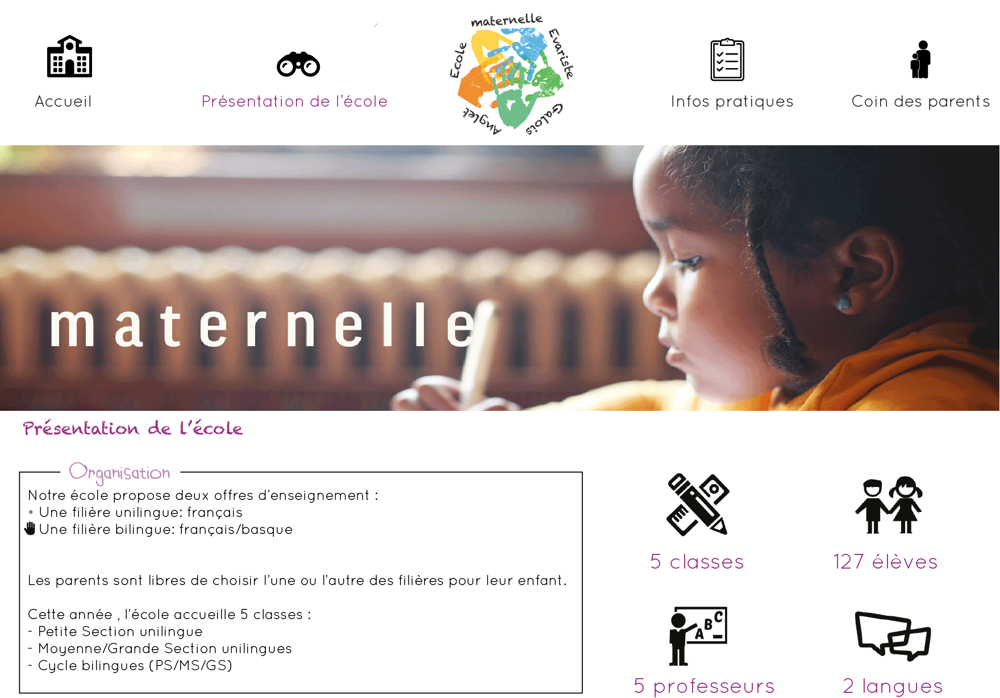 Ecole maternelle Evariste Galois Anglet
Accueil
Présentation de l'école
Infos pratiques
Coin des parents
maternelle
Présentation de l'école
Organisation
Notre école propose deux offres d'enseignement :
• Une filière unilingue: français
Une filière bilingue: français/basque
Les parents sont libres de choisir l'une ou l'autre des filières pour leur enfant.
Cette année , l'école accueille 5 classes :
- Petite Section unilingue
- Moyenne/Grande Section unilingues
- Cycle bilingues (PS/MS/GS)
5 classes
127 élèves
A B C
5 professeurs
2 langues